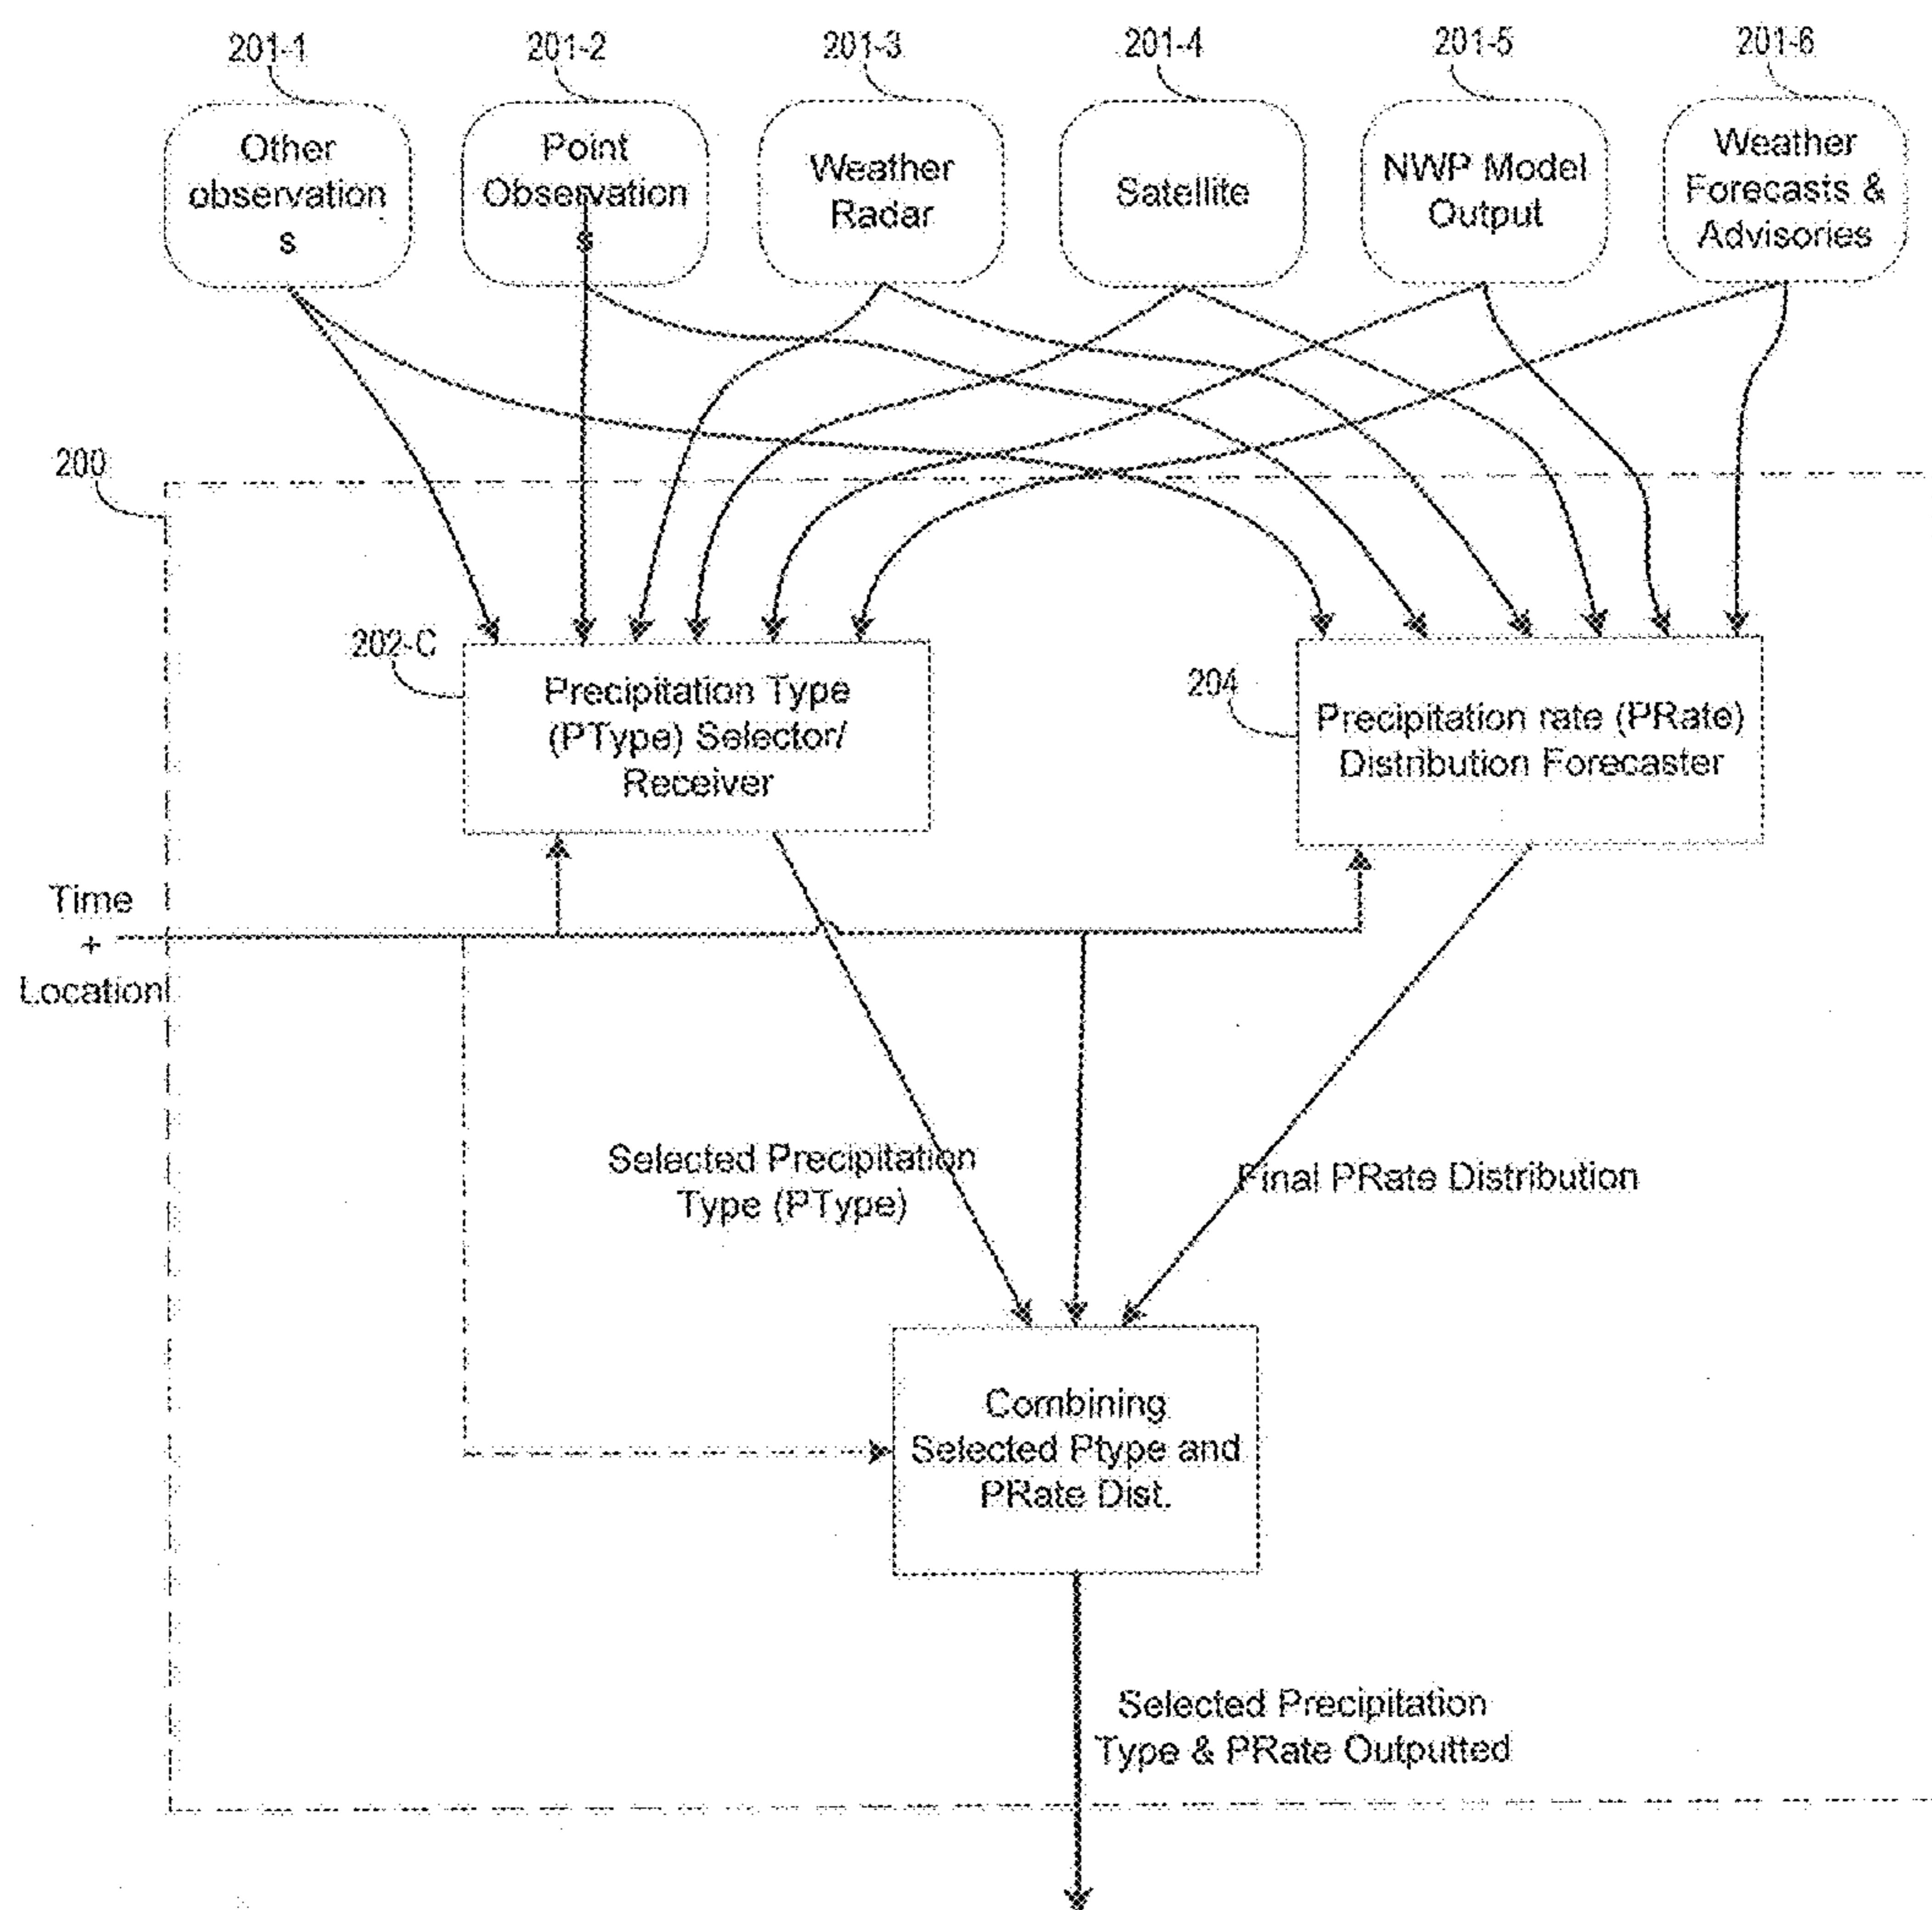 201-1
201-2
201-3
201-4
201-5
201-6
Other
observation
s
Point
Observation
s
Weather
Radar
Satellite
NWP Model
Output
Weather
Forecasts &
Advisories
200
202-C
Precipitation Type
(PType) Selector/
Receiver
204
Precipitation rate (PRate)
Distribution Forecaster
Time
+
Location
Selected Precipitation
Type (PType)
Final PRate Distribution
Combining
Selected Ptype and
PRate Dist.
Selected Precipitation
Type & PRate Outputted